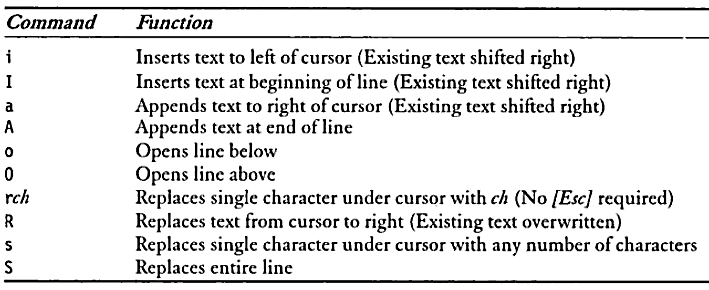 Command Function
i Inserts text to left of cursor (Existing text shifted right)
I Inserts text at beginning of line (Existing text shifted right)
a Appends text to right of cursor (Existing text shifted right)
A Appends text at end of line
o Opens line below
O Opens line above
rch Replaces single character under cursor with ch (No [Esc] required)
R Replaces text from cursor to right (Existing text overwritten)
s Replaces single character under cursor with any number of characters
S Replaces entire line